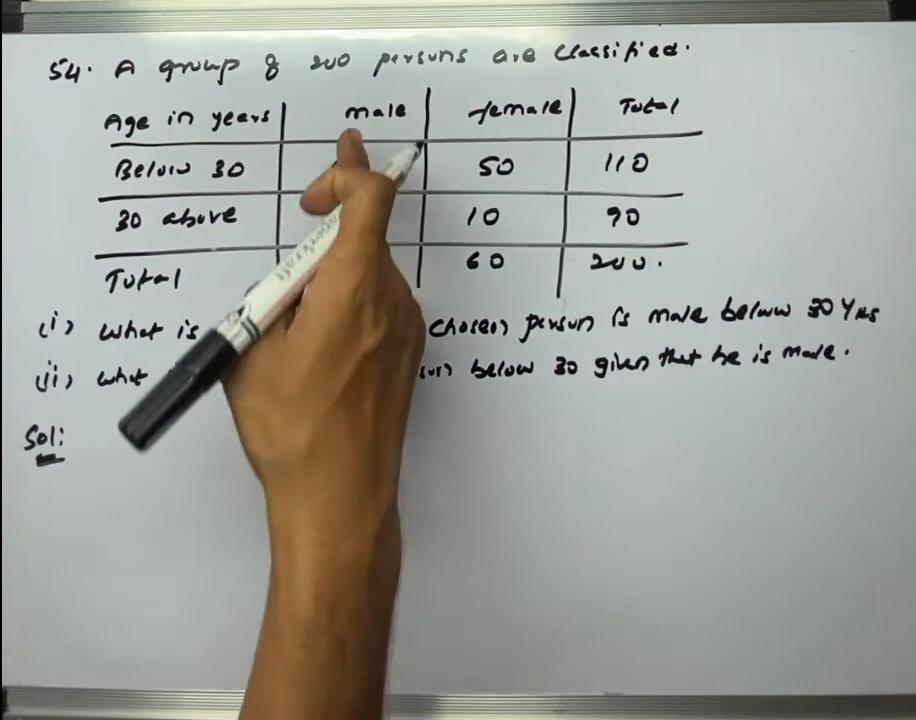 54. A group of 200 persons are classified.
Age in years male female Total
Below 30 50 110
30 above 10 90
Total 60 200.
(i) what is chosen person is male below 30 Yrs
(ii) what below 30 given that he is male.
Sol: